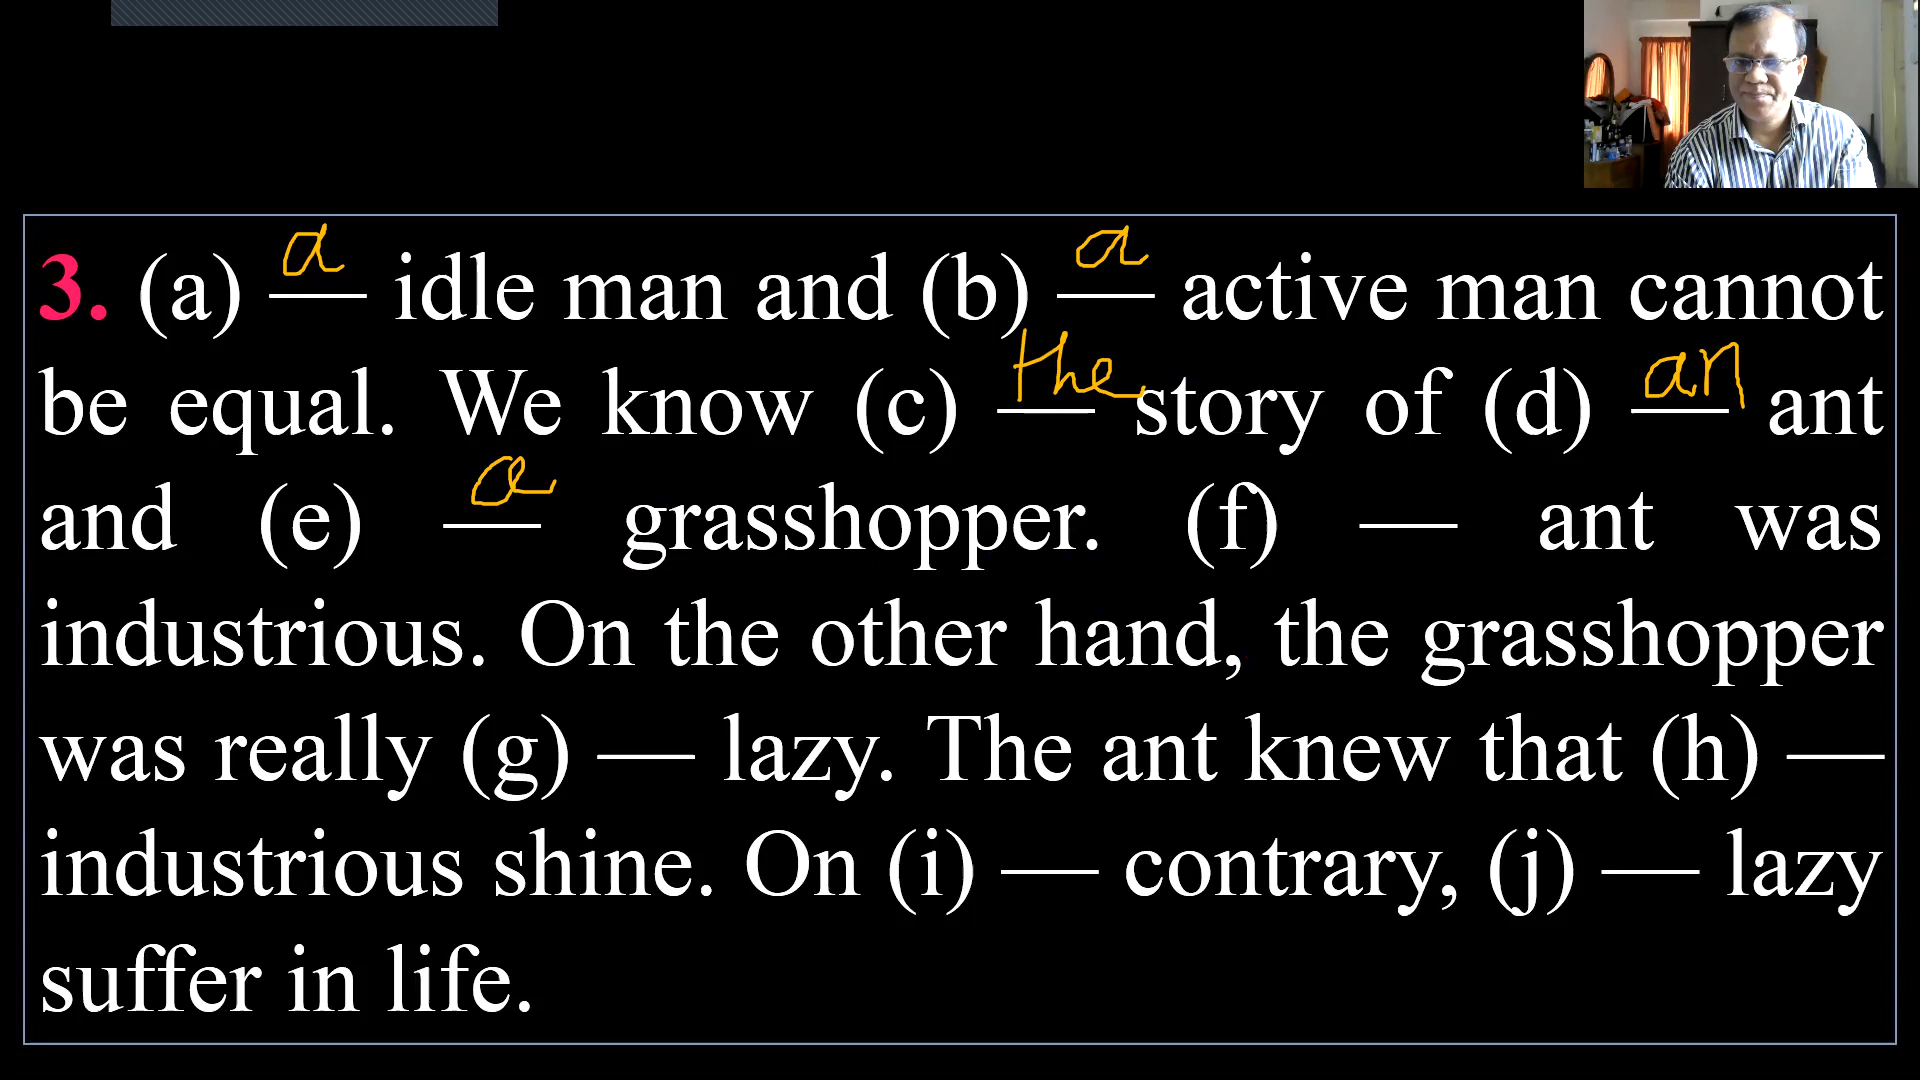 3. (a) a idle man and (b) a active man cannot
be equal. We know (c) the story of (d) an ant
and (e) a grasshopper. (f) — ant was
industrious. On the other hand, the grasshopper
was really (g) — lazy. The ant knew that (h) —
industrious shine. On (i) — contrary, (j) — lazy
suffer in life.